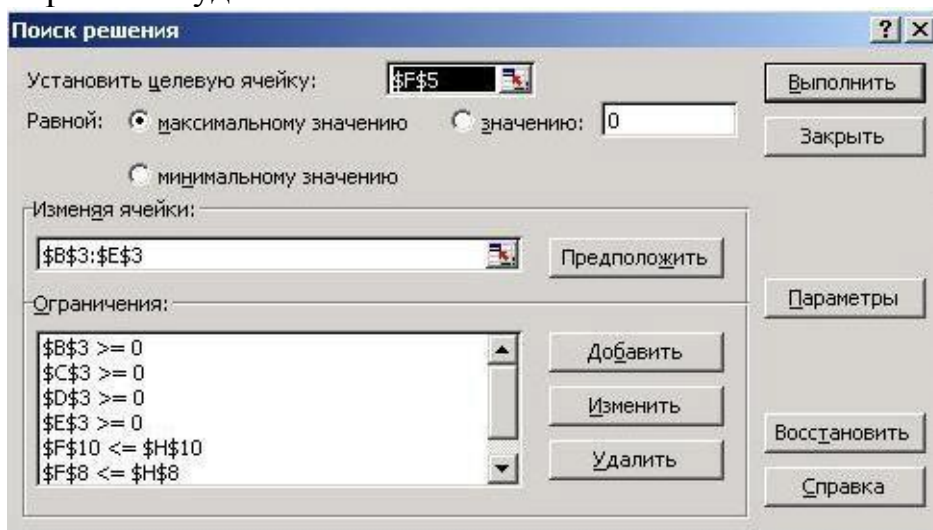 Поиск решения
Установить целевую ячейку: $F$5
Выполнить
Равной: максимальному значению значению: 0
Закрыть
минимальному значению
Изменяя ячейки:
$B$3:$E$3 Предположить
Ограничения: Параметры
$B$3 >= 0 Добавить
$C$3 >= 0
$D$3 >= 0
$E$3 >= 0 Изменить
$F$10 <= $H$10 Восстановить
$F$8 <= $H$8 Удалить
Справка